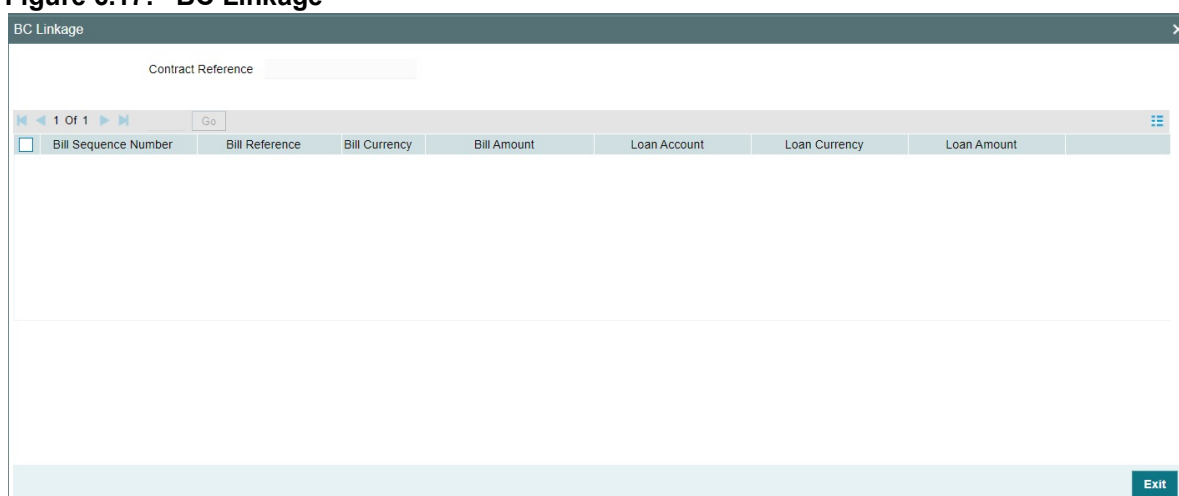 Figure 6.17: BC Linkage
BC Linkage
Contract Reference
1 Of 1 Go
Bill Sequence Number Bill Reference Bill Currency Bill Amount Loan Account Loan Currency Loan Amount
Exit